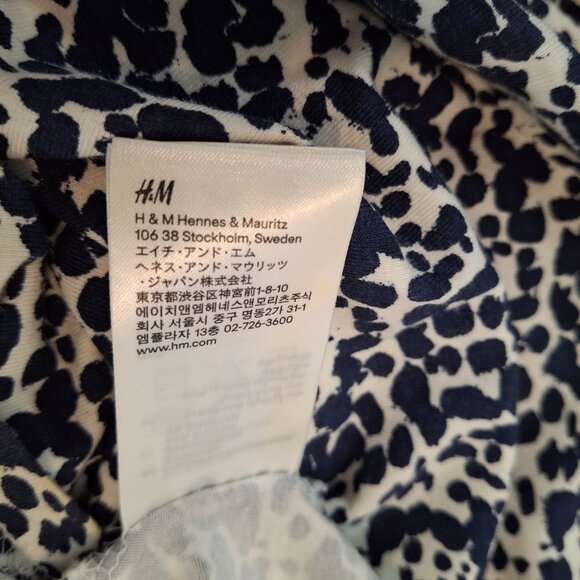 H&M
H & M Hennes & Mauritz
106 38 Stockholm, Sweden
エイチ・アンド・エム
ヘネス・アンド・マウリッツ
・ジャパン株式会社
東京都渋谷区神宮前1-8-10
에이치앤엠헤네스앤모리츠주식
회사 서울시 중구 명동2가 31-1
엠플라자 13층 02-726-3600
www.hm.com